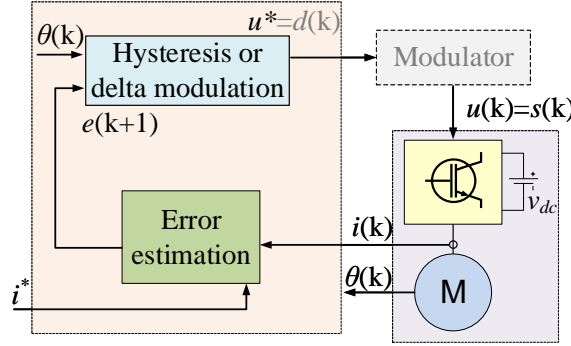 u*=d(k)
θ(k)
Hysteresis or
delta modulation
Modulator
e(k+1)
u(k)=s(k)
v_dc
Error
estimation
i(k)
θ(k)
i*
M